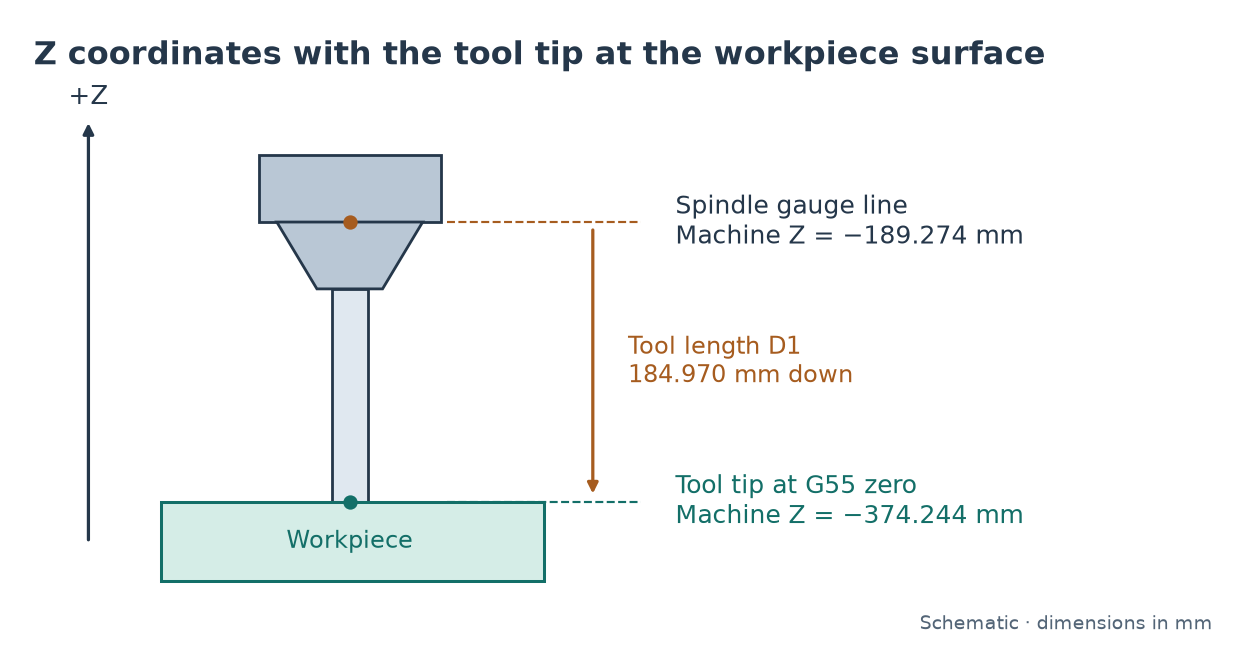 Z coordinates with the tool tip at the workpiece surface
+Z
Spindle gauge line
Machine Z = −189.274 mm
Tool length D1
184.970 mm down
Tool tip at G55 zero
Machine Z = −374.244 mm
Workpiece
Schematic · dimensions in mm